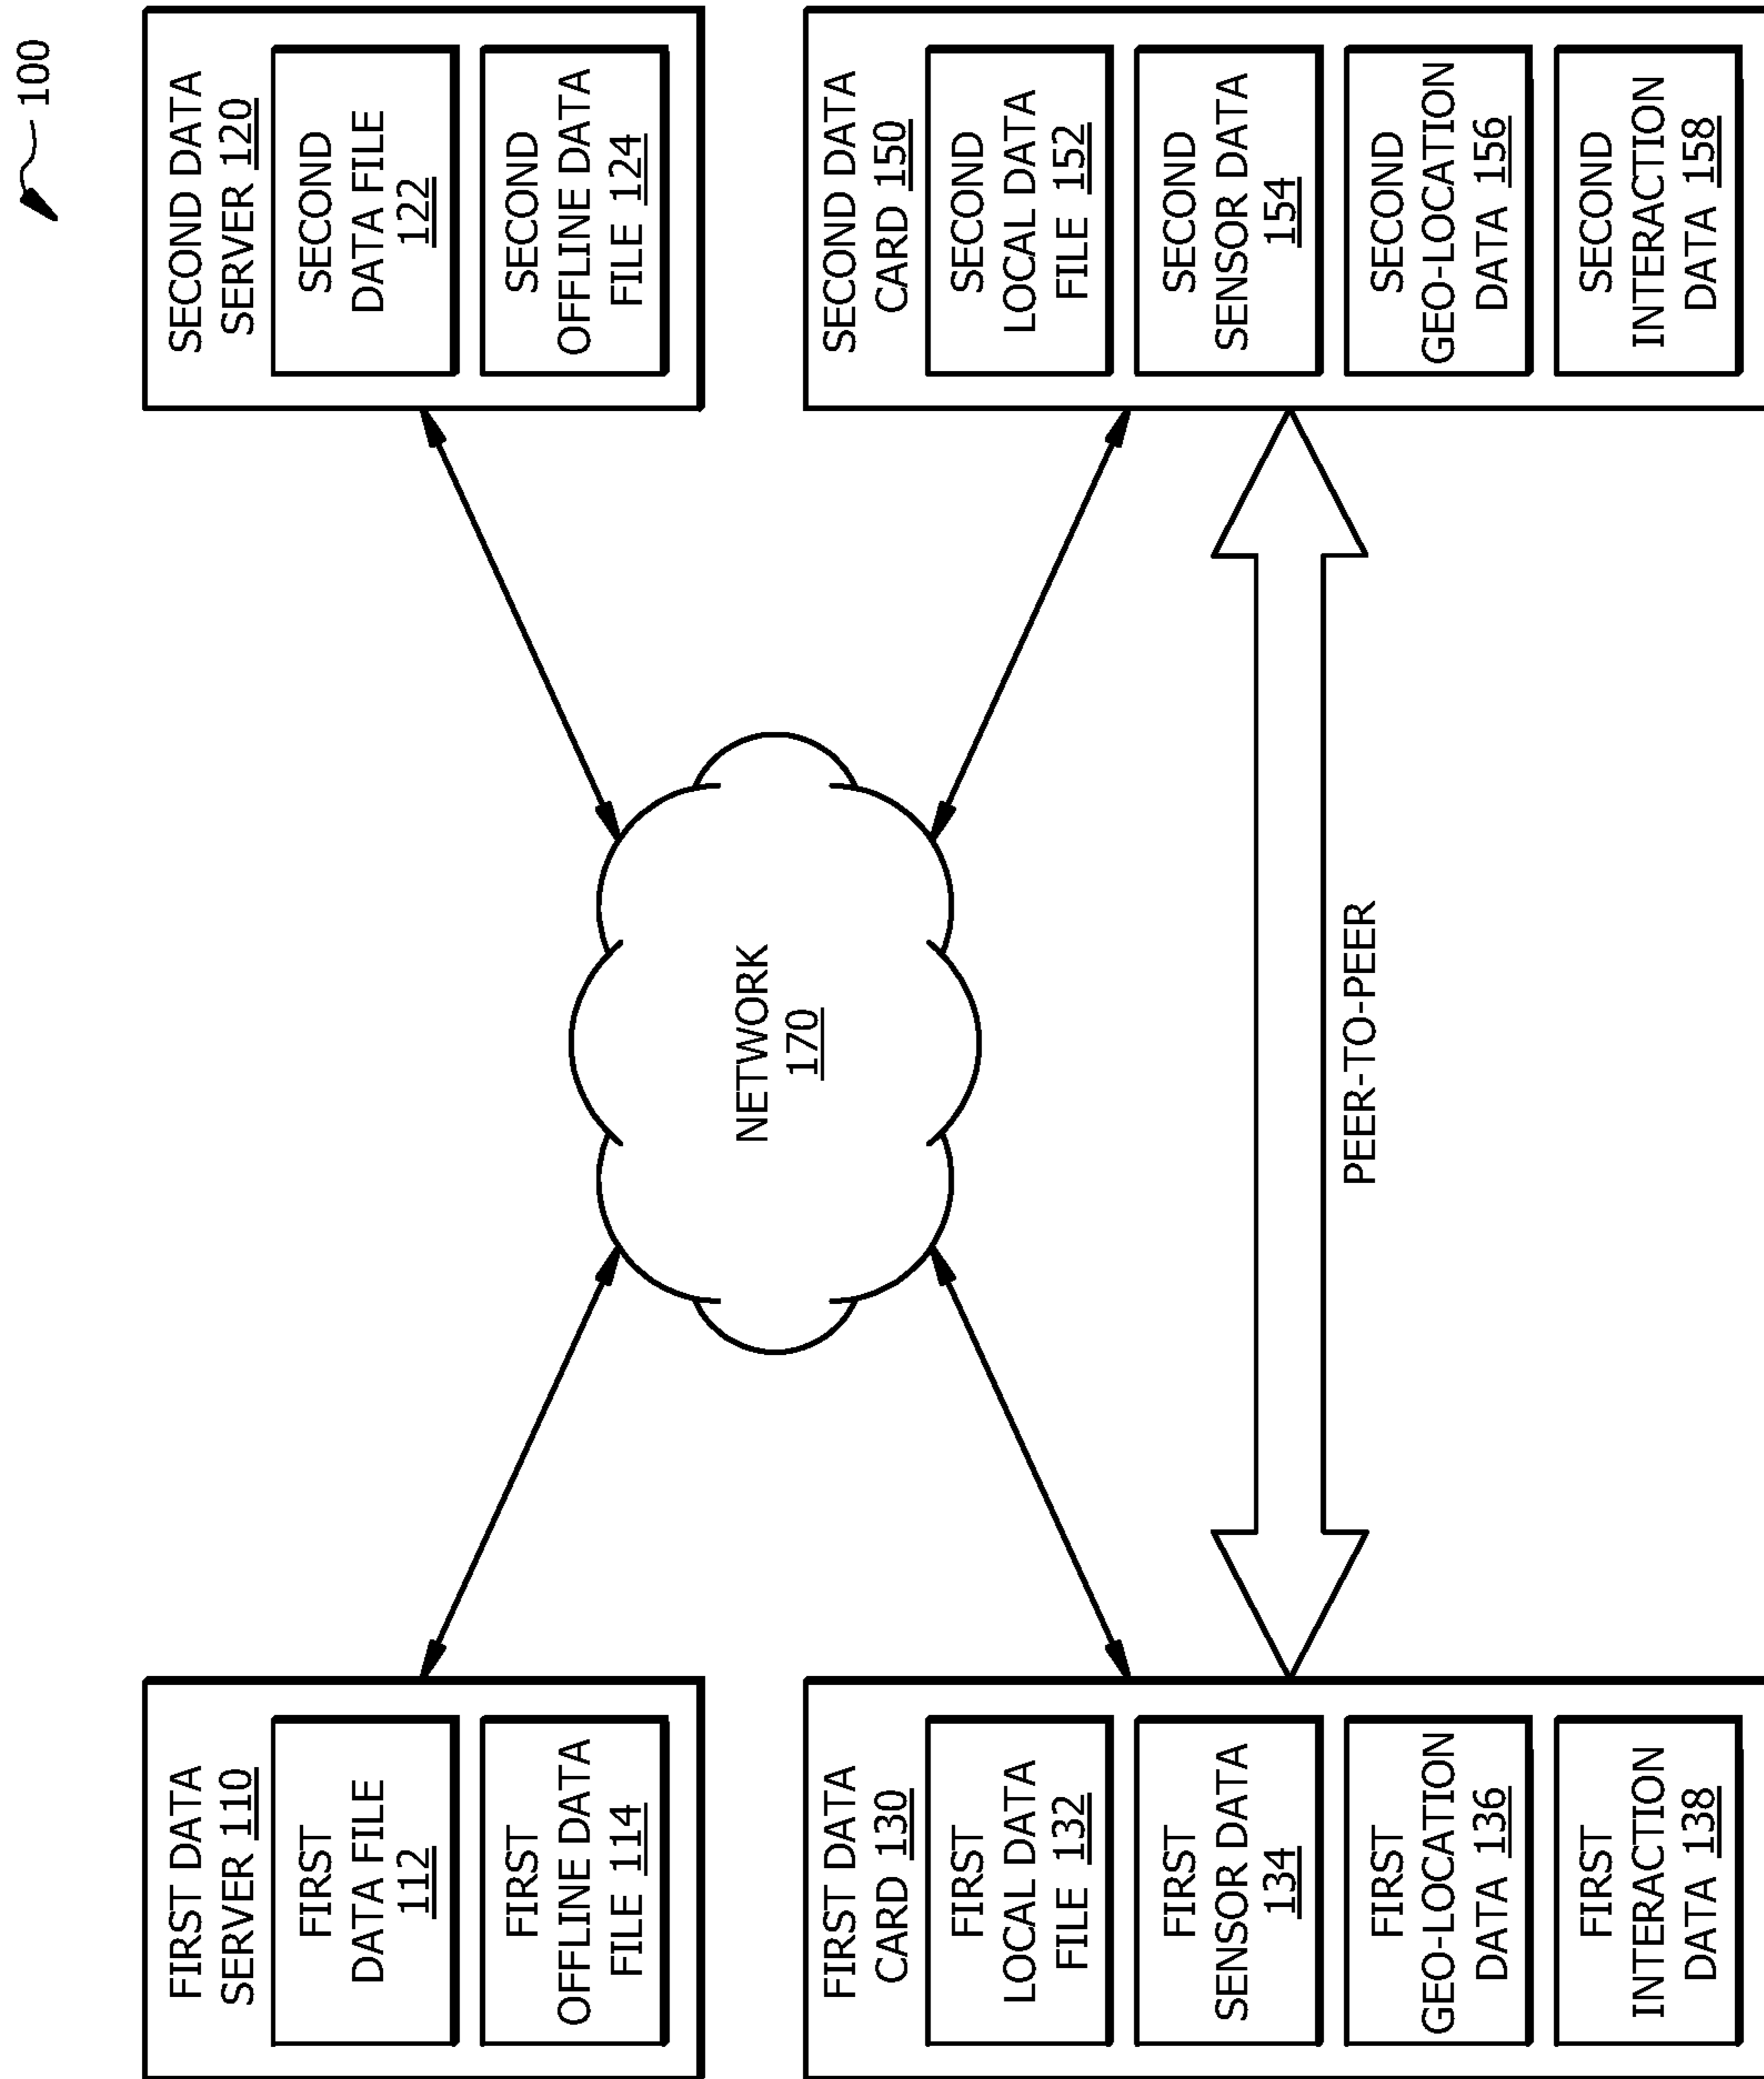 100
FIRST DATA
SERVER 110
FIRST
DATA FILE
112
FIRST
OFFLINE DATA
FILE 114
NETWORK
170
SECOND DATA
SERVER 120
SECOND
DATA FILE
122
SECOND
OFFLINE DATA
FILE 124
FIRST DATA
CARD 130
FIRST
LOCAL DATA
FILE 132
FIRST
SENSOR DATA
134
FIRST
GEO-LOCATION
DATA 136
FIRST
INTERACTION
DATA 138
PEER-TO-PEER
SECOND DATA
CARD 150
SECOND
LOCAL DATA
FILE 152
SECOND
SENSOR DATA
154
SECOND
GEO-LOCATION
DATA 156
SECOND
INTERACTION
DATA 158